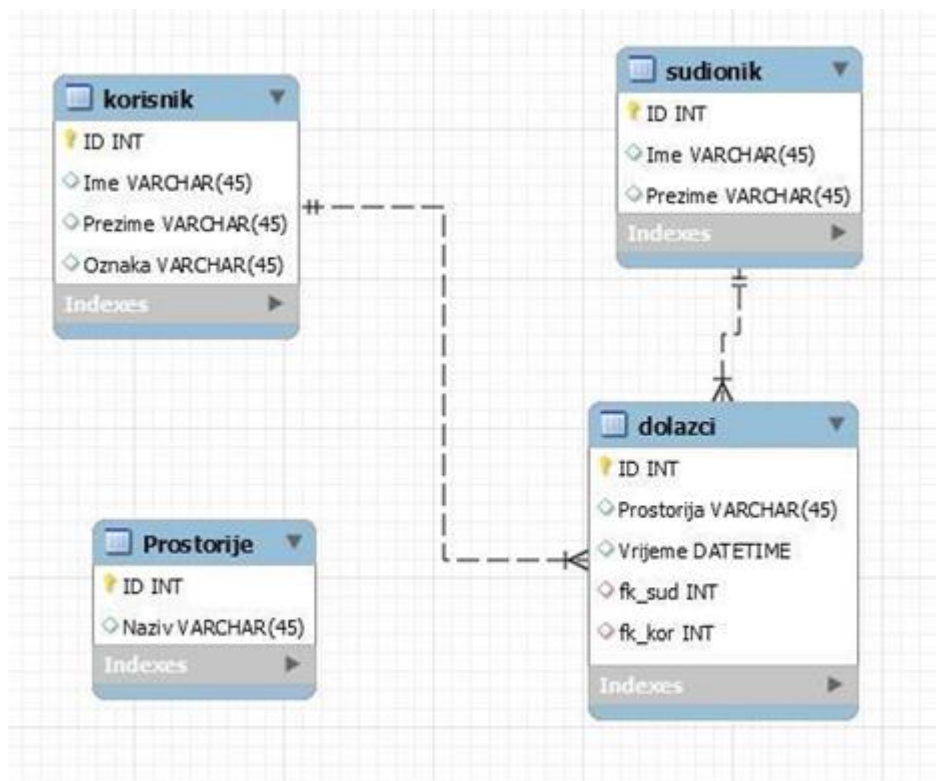 korisnik
ID INT
Ime VARCHAR(45)
Prezime VARCHAR(45)
Oznaka VARCHAR(45)
Indexes
sudionik
ID INT
Ime VARCHAR(45)
Prezime VARCHAR(45)
Indexes
Prostorije
ID INT
Naziv VARCHAR(45)
Indexes
dolazci
ID INT
Prostorija VARCHAR(45)
Vrijeme DATETIME
fk_sud INT
fk_kor INT
Indexes